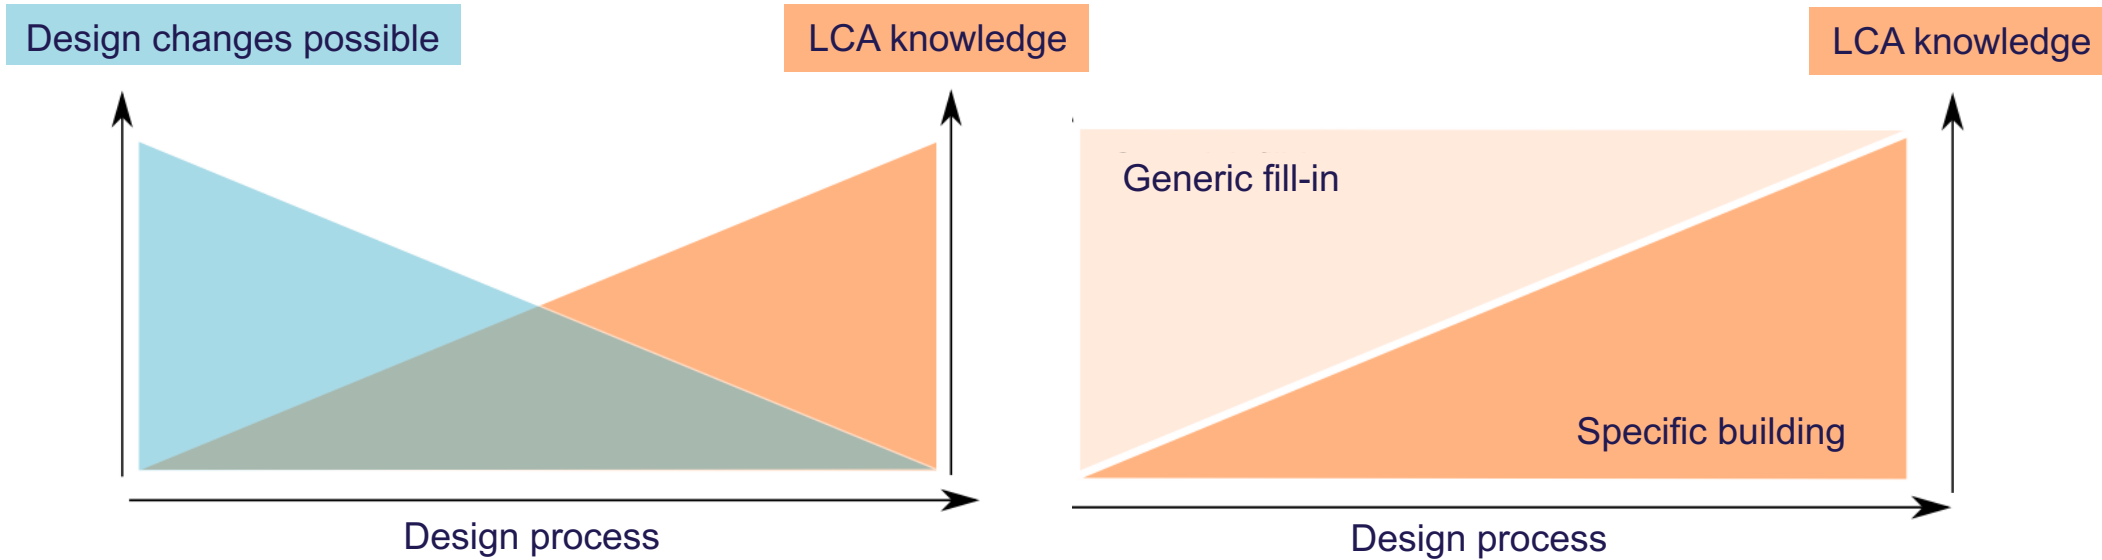 Design changes possible
LCA knowledge
Design process
LCA knowledge
Generic fill-in
Specific building
Design process